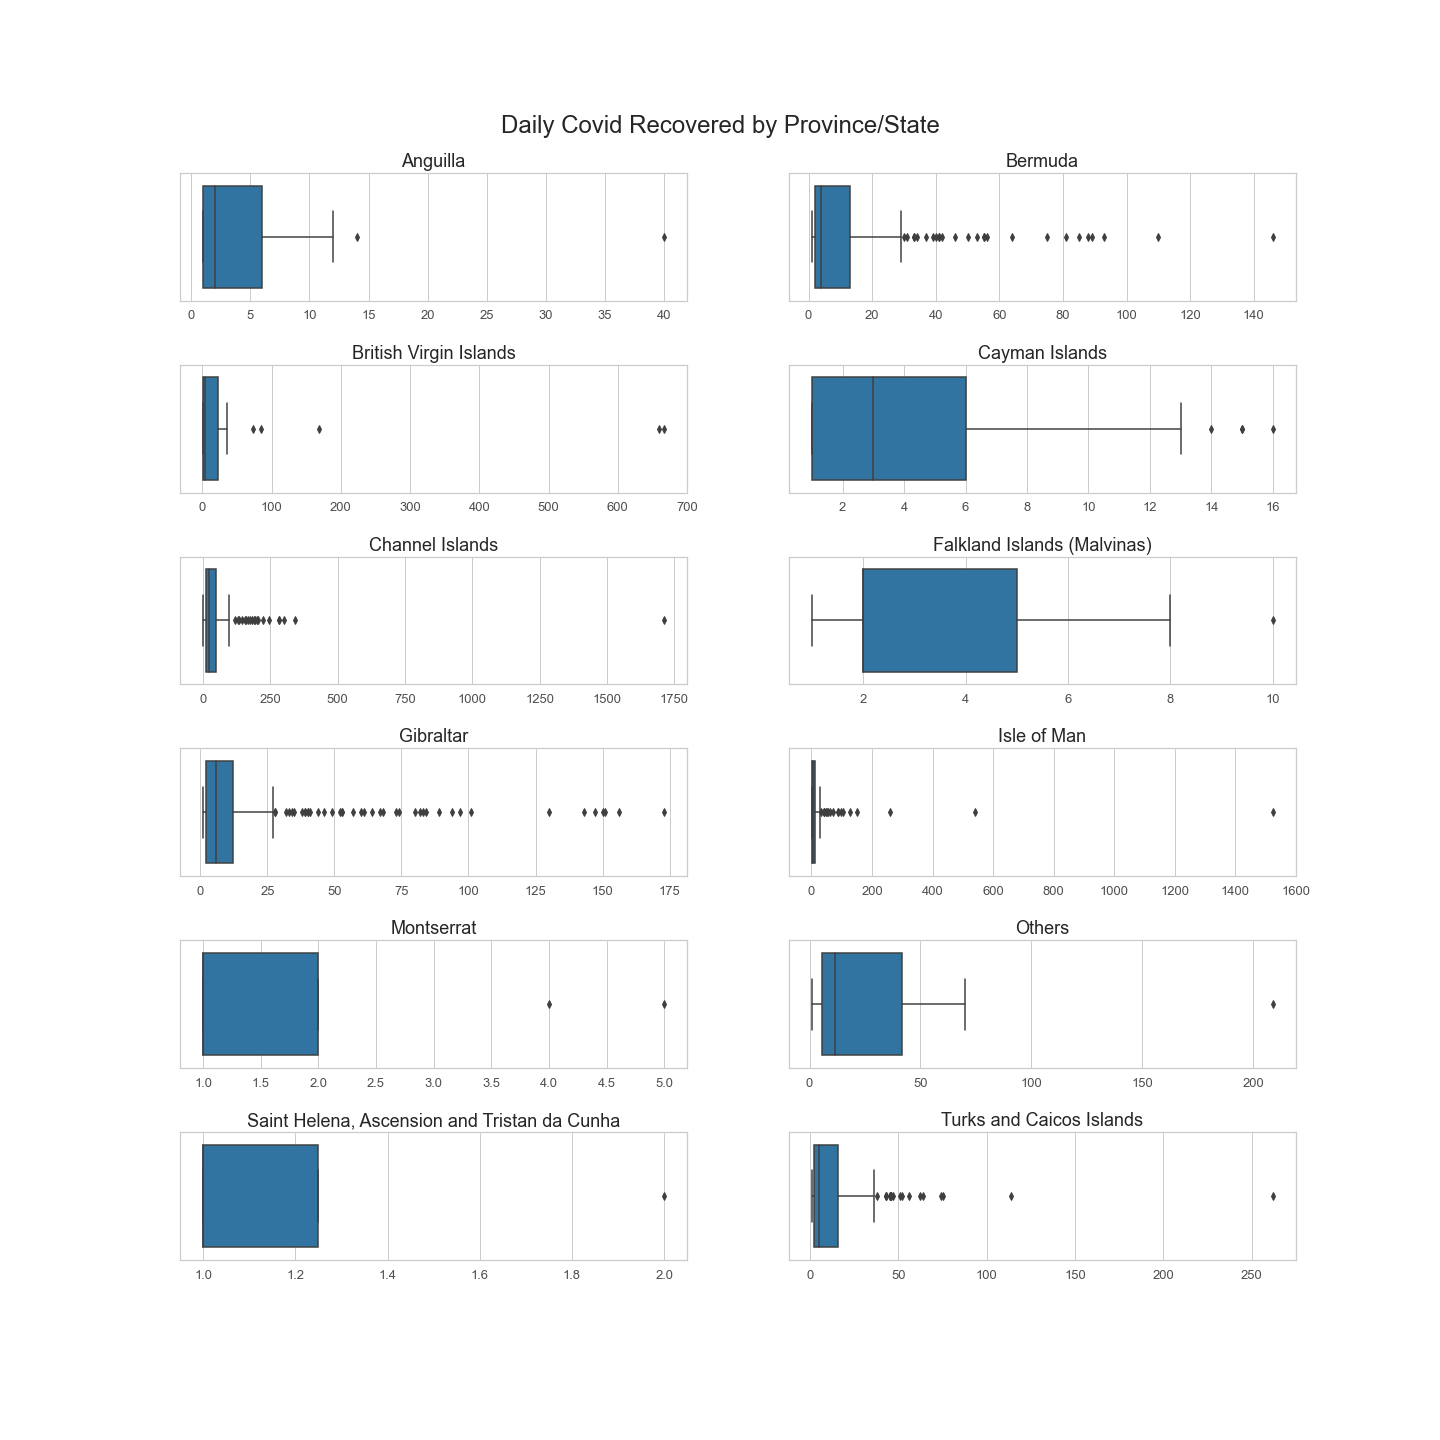 Daily Covid Recovered by Province/State
Anguilla
0 5 10 15 20 25 30 35 40
Bermuda
0 20 40 60 80 100 120 140
British Virgin Islands
0 100 200 300 400 500 600 700
Cayman Islands
2 4 6 8 10 12 14 16
Channel Islands
0 250 500 750 1000 1250 1500 1750
Falkland Islands (Malvinas)
2 4 6 8 10
Gibraltar
0 25 50 75 100 125 150 175
Isle of Man
0 200 400 600 800 1000 1200 1400 1600
Montserrat
1.0 1.5 2.0 2.5 3.0 3.5 4.0 4.5 5.0
Others
0 50 100 150 200
Saint Helena, Ascension and Tristan da Cunha
1.0 1.2 1.4 1.6 1.8 2.0
Turks and Caicos Islands
0 50 100 150 200 250